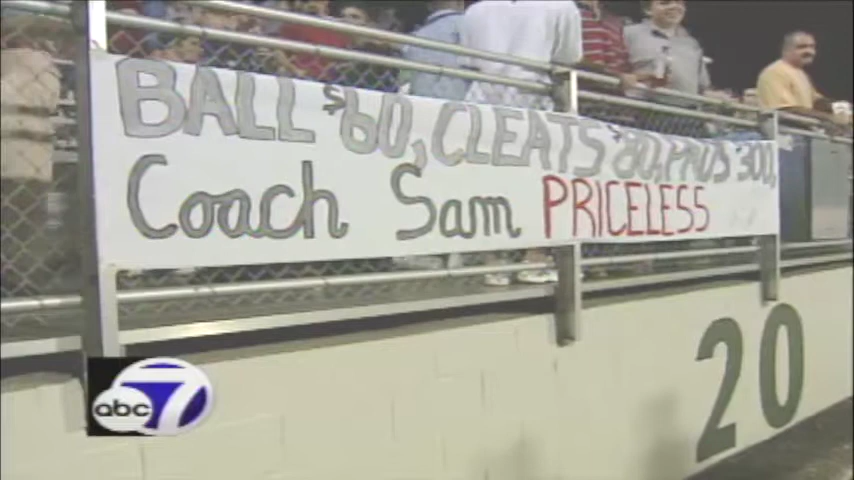 BALL $60, CLEATS $80, PADS 300,
Coach Sam PRICELESS
20
abc 7